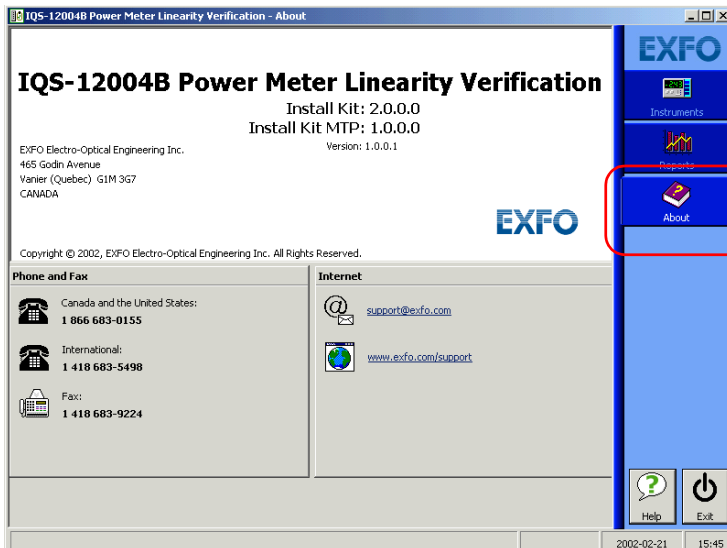 IQS-12004B Power Meter Linearity Verification - About
IQS-12004B Power Meter Linearity Verification
Install Kit: 2.0.0.0
Install Kit MTP: 1.0.0.0
Version: 1.0.0.1
EXFO Electro-Optical Engineering Inc.
465 Godin Avenue
Vanier (Quebec) G1M 3G7
CANADA
EXFO
Copyright © 2002, EXFO Electro-Optical Engineering Inc. All Rights Reserved.
Phone and Fax
Canada and the United States:
1 866 683-0155
International:
1 418 683-5498
Fax:
1 418 683-9224
Internet
support@exfo.com
www.exfo.com/support
EXFO
Instruments
Reports
About
Help
Exit
2002-02-21
15:45